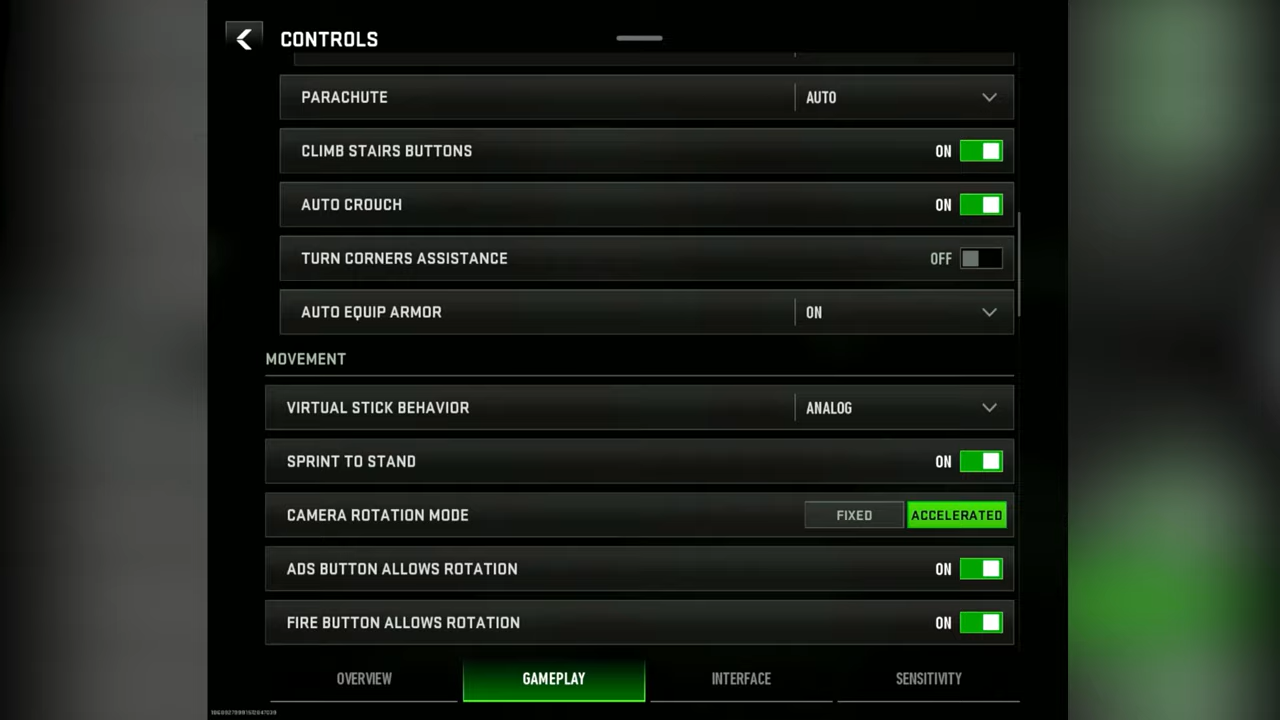 CONTROLS
PARACHUTE AUTO
CLIMB STAIRS BUTTONS ON
AUTO CROUCH ON
TURN CORNERS ASSISTANCE OFF
AUTO EQUIP ARMOR ON
MOVEMENT
VIRTUAL STICK BEHAVIOR ANALOG
SPRINT TO STAND ON
CAMERA ROTATION MODE FIXED ACCELERATED
ADS BUTTON ALLOWS ROTATION ON
FIRE BUTTON ALLOWS ROTATION ON
OVERVIEW GAMEPLAY INTERFACE SENSITIVITY